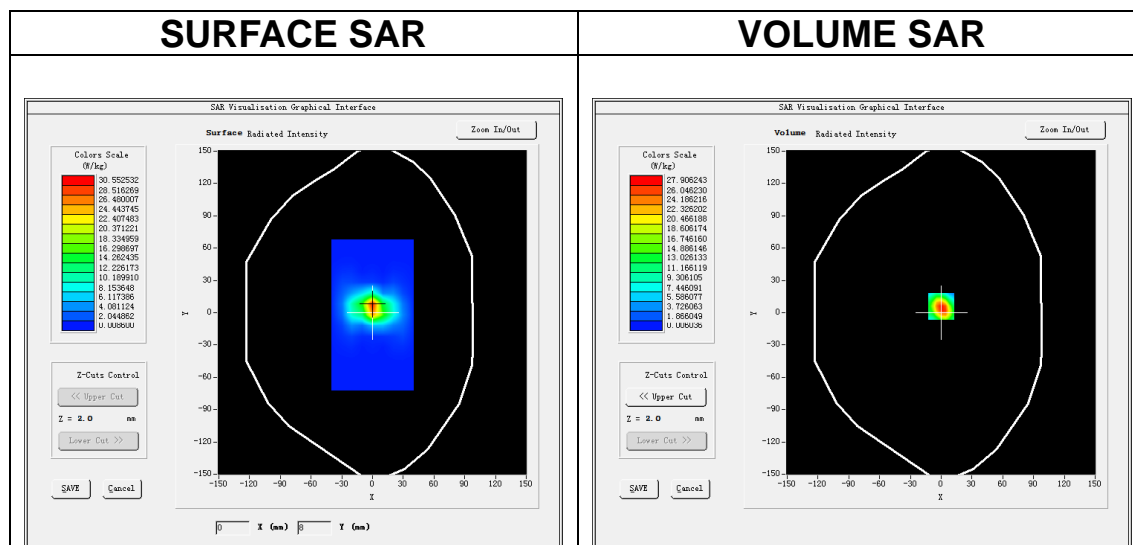 SURFACE SAR
SAR Visualisation Graphical Interface
Surface Radiated Intensity
Zoom In/Out
Colors Scale
(W/kg)
30.552532
28.516269
26.480007
24.443745
22.407483
20.371221
18.334959
16.298697
14.262435
12.226173
10.189910
8.153648
6.117386
4.081124
2.044862
0.008600
Z-Cuts Control
<< Upper Cut
Z = 2.0 mm
Lower Cut >>
SAVE Cancel
150
120
90
60
30
0
-30
-60
-90
-120
-150
Y
-150 -120 -90 -60 -30 0 30 60 90 120 150
X
0 X (mm) 8 Y (mm)
VOLUME SAR
SAR Visualisation Graphical Interface
Volume Radiated Intensity
Zoom In/Out
Colors Scale
(W/kg)
27.906243
26.046230
24.186216
22.326202
20.466188
18.606174
16.746160
14.886146
13.026133
11.166119
9.306105
7.446091
5.586077
3.726063
1.866049
0.006036
Z-Cuts Control
<< Upper Cut
Z = 2.0 mm
Lower Cut >>
SAVE Cancel
150
120
90
60
30
0
-30
-60
-90
-120
-150
Y
-150 -120 -90 -60 -30 0 30 60 90 120 150
X